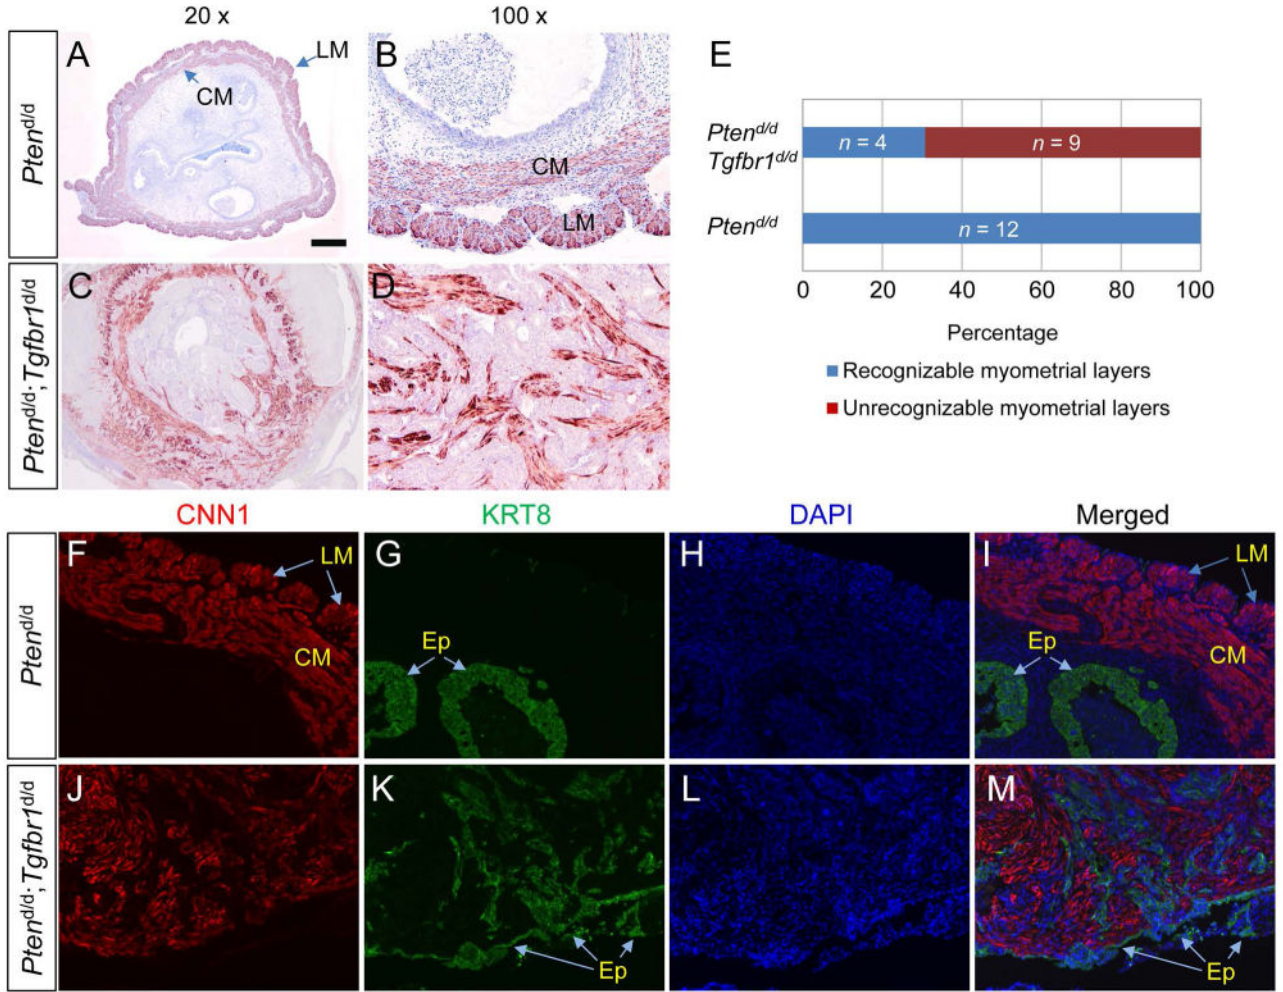 20 x
100 x
Pten^d/d
A
LM
CM
B
CM
LM
Pten^d/d;Tgfbr1^d/d
C
D
E
Pten^d/d
Tgfbr1^d/d
n = 4
n = 9
Pten^d/d
n = 12
0 20 40 60 80 100
Percentage
Recognizable myometrial layers
Unrecognizable myometrial layers
CNN1
KRT8
DAPI
Merged
Pten^d/d
F
LM
CM
G
Ep
H
I
LM
Ep
CM
Pten^d/d;Tgfbr1^d/d
J
K
Ep
L
M
Ep